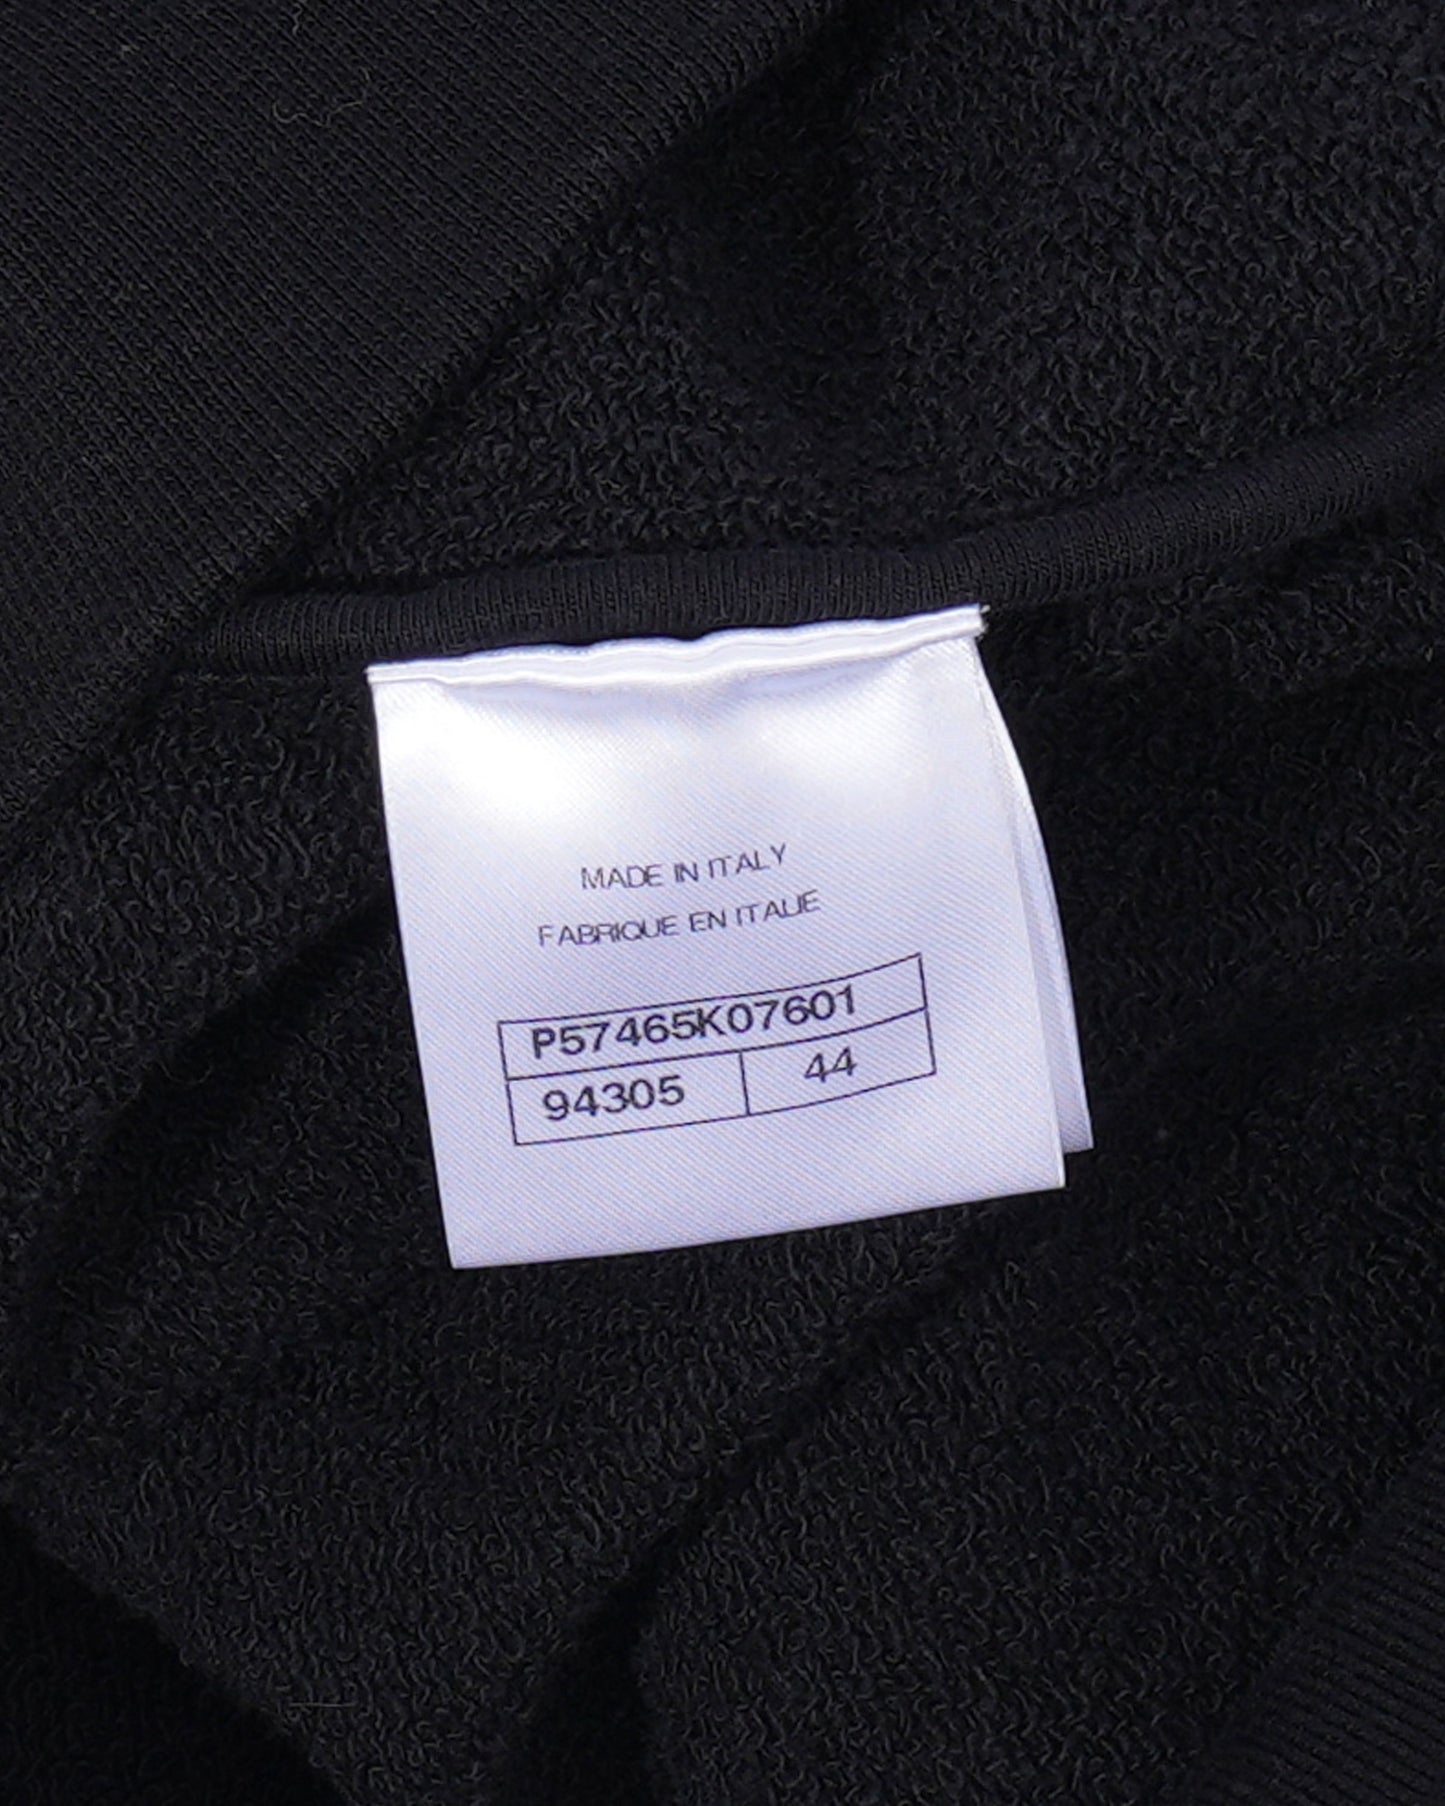 MADE IN ITALY
FABRIQUE EN ITALIE
P57465K07601
94305 44